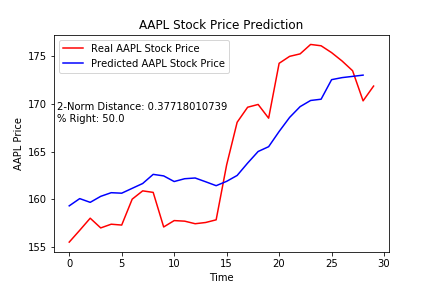 AAPL Stock Price Prediction
Real AAPL Stock Price
Predicted AAPL Stock Price
2-Norm Distance: 0.37718010739
% Right: 50.0
AAPL Price
175
170
165
160
155
0 5 10 15 20 25 30
Time